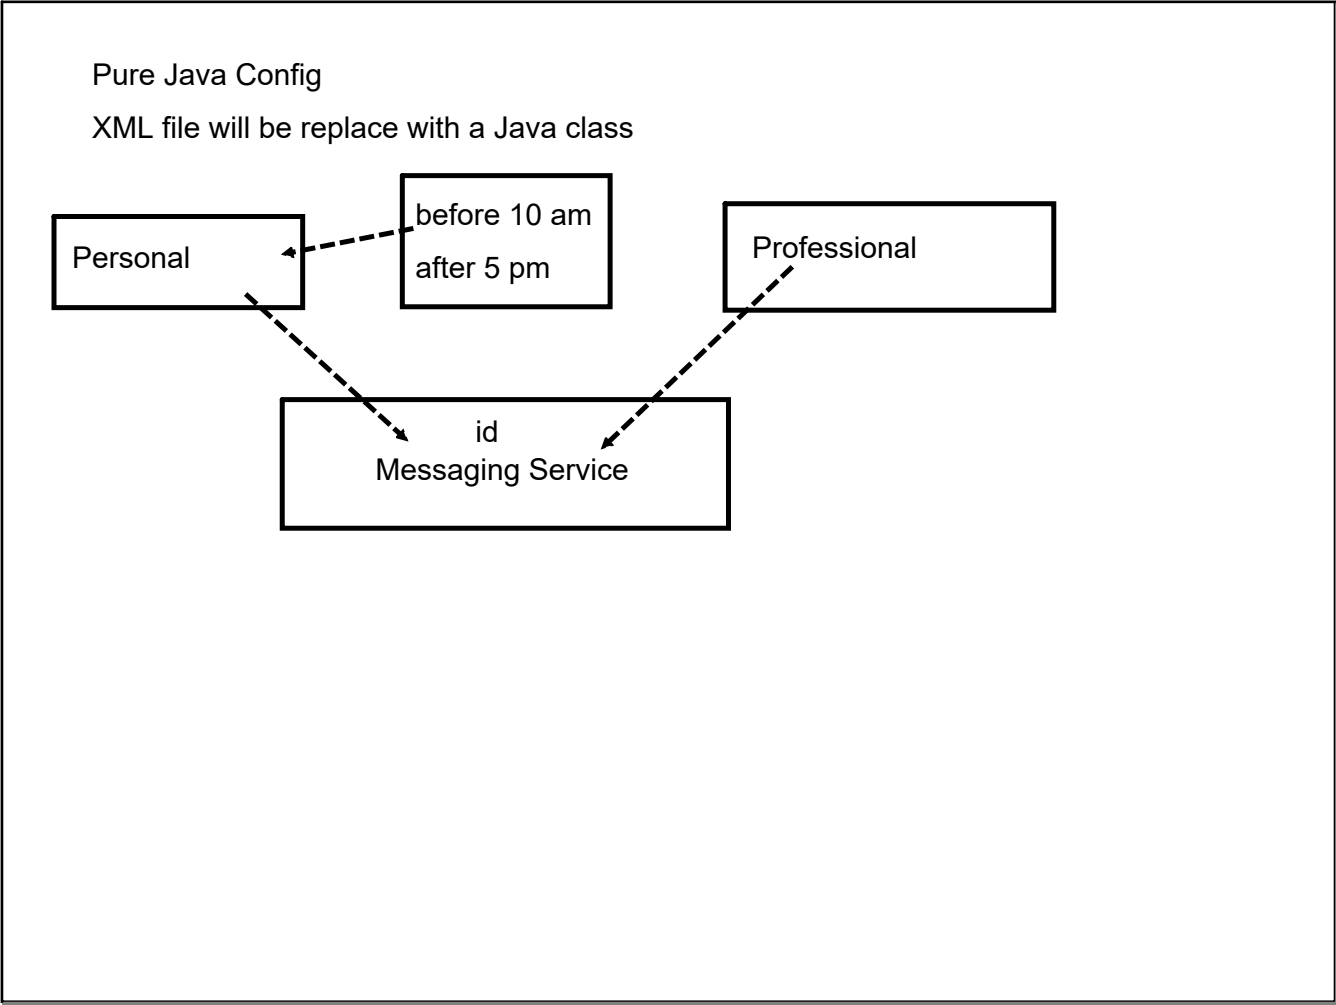 Pure Java Config
XML file will be replace with a Java class
before 10 am
after 5 pm
Personal
Professional
id
Messaging Service